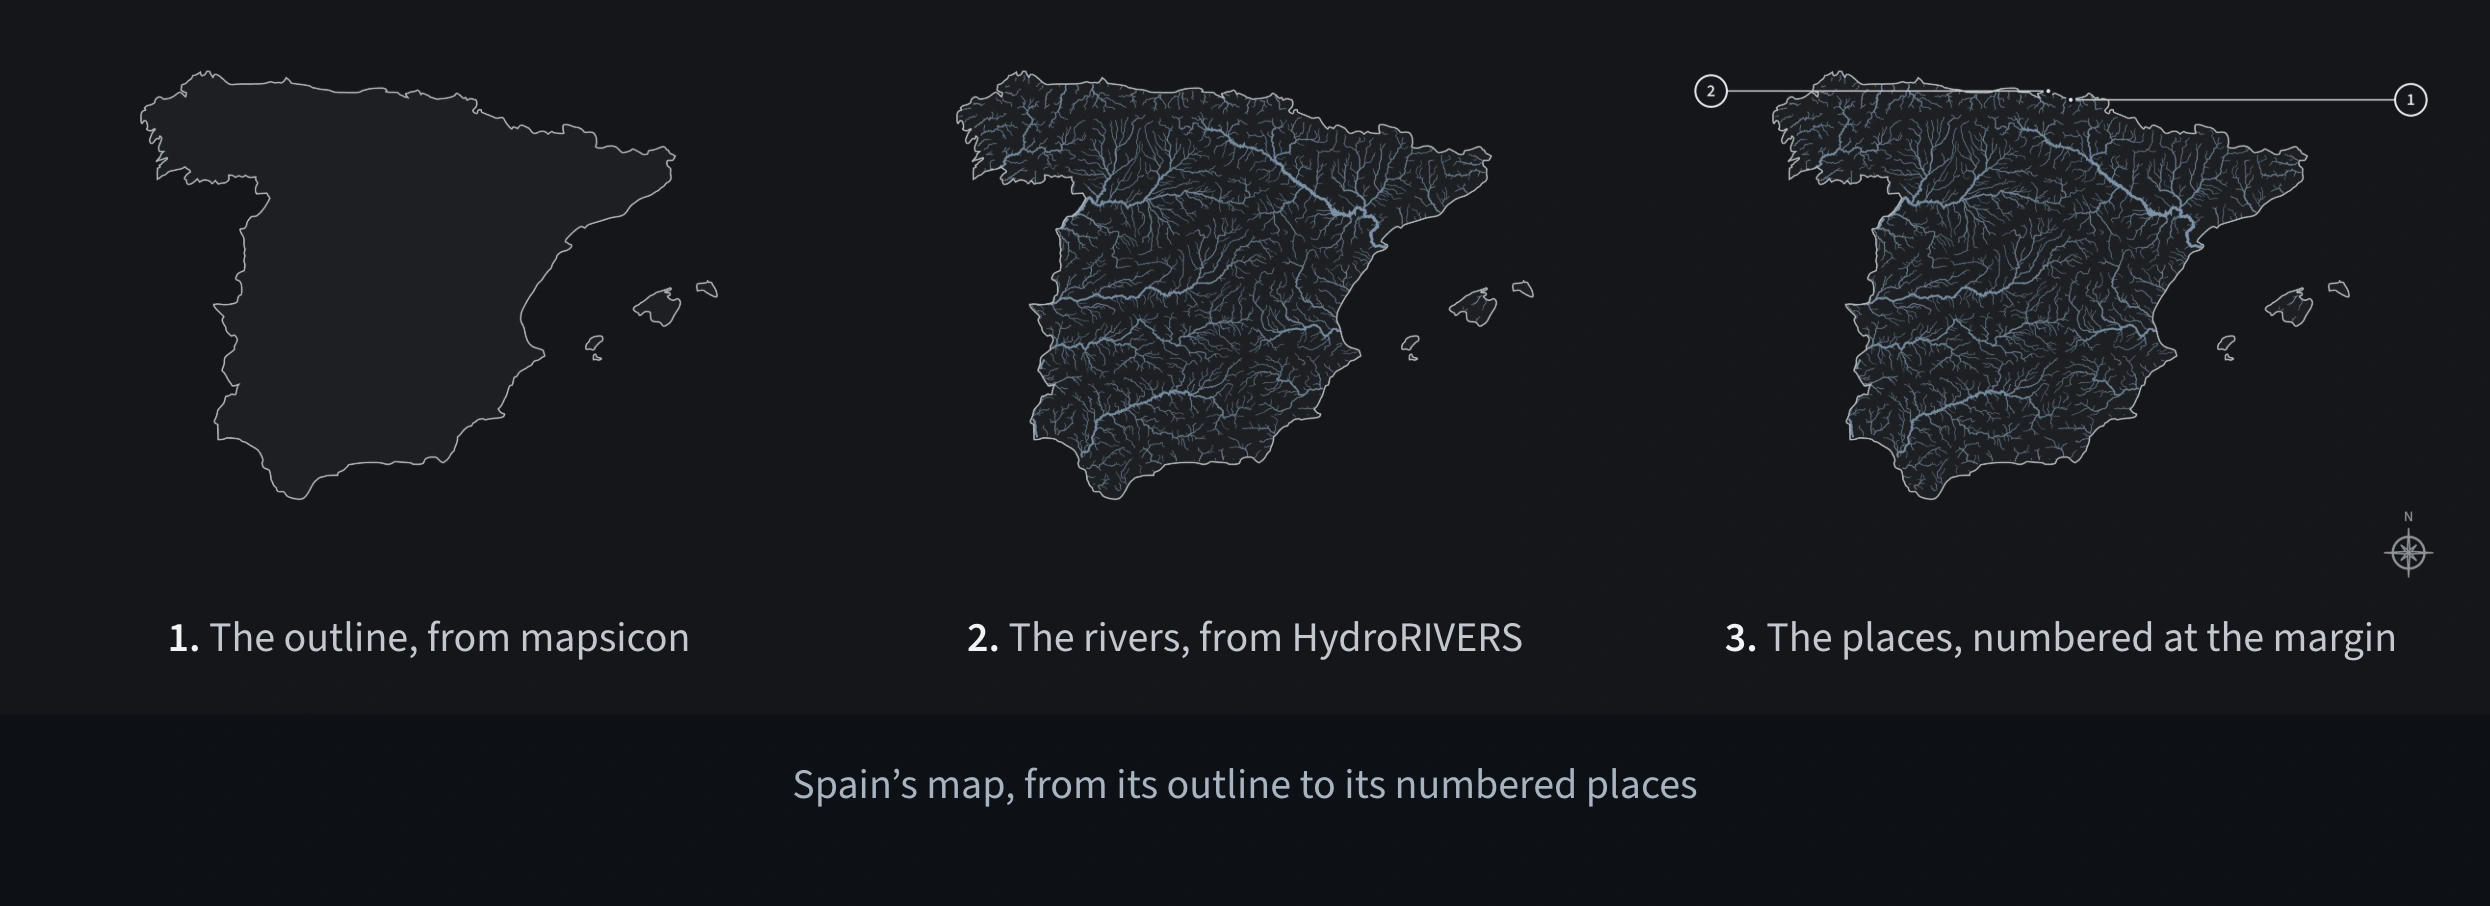 2
1
N
1. The outline, from mapsicon
2. The rivers, from HydroRIVERS
3. The places, numbered at the margin
Spain’s map, from its outline to its numbered places